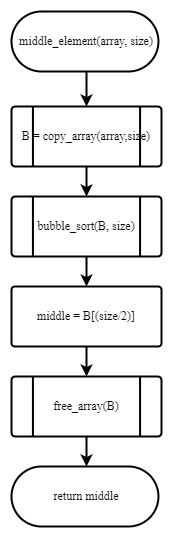 middle_element(array, size)
B = copy_array(array,size)
bubble_sort(B, size)
middle = B[(size/2)]
free_array(B)
return middle